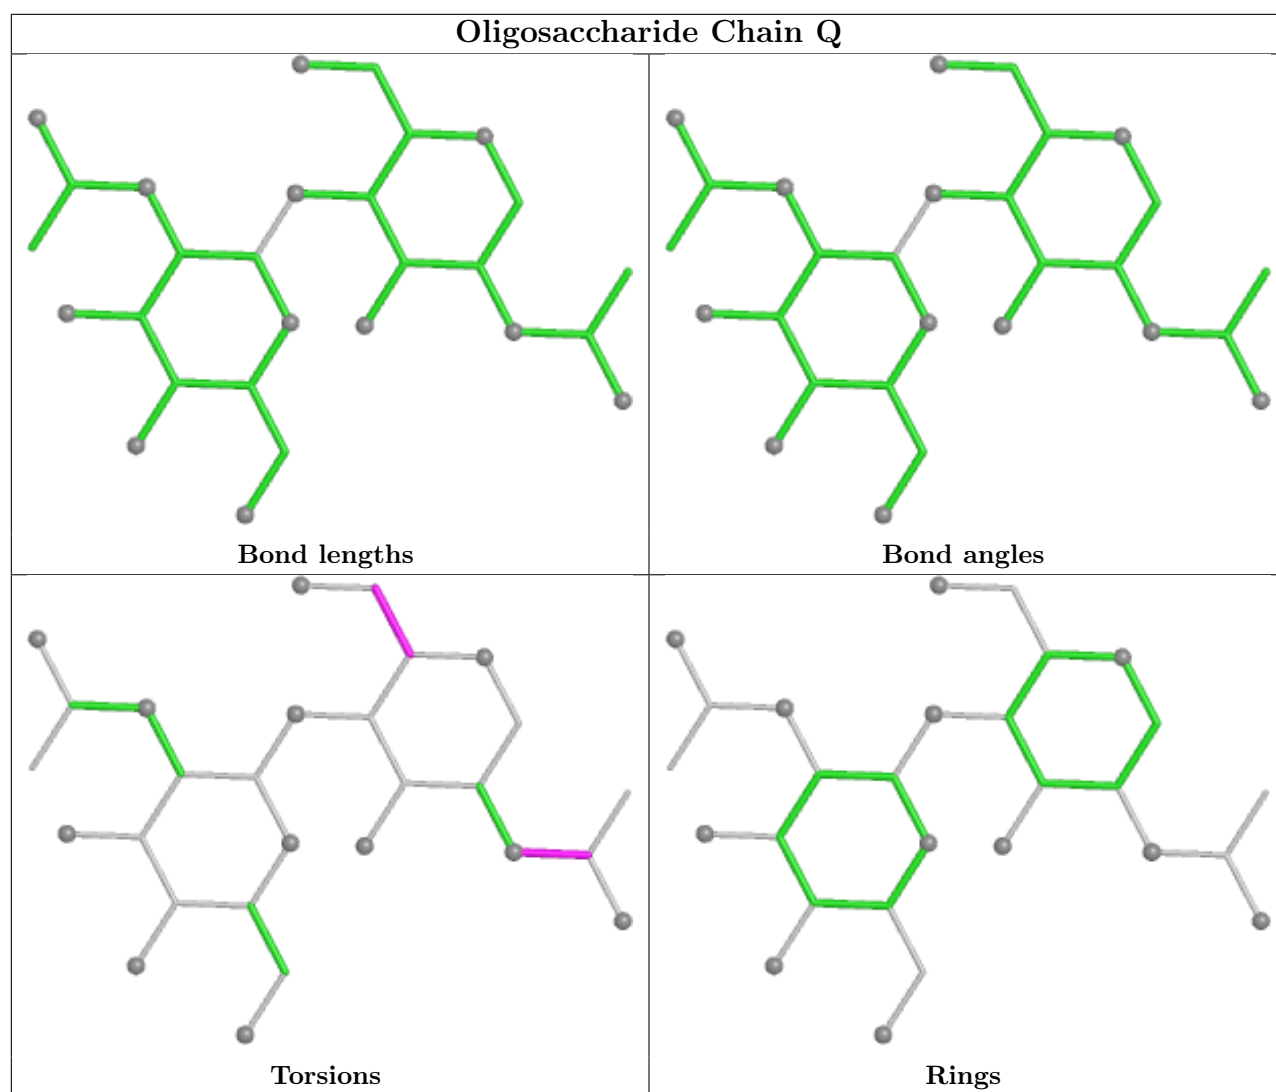 Oligosaccharide Chain Q
Bond lengths
Bond angles
Torsions
Rings